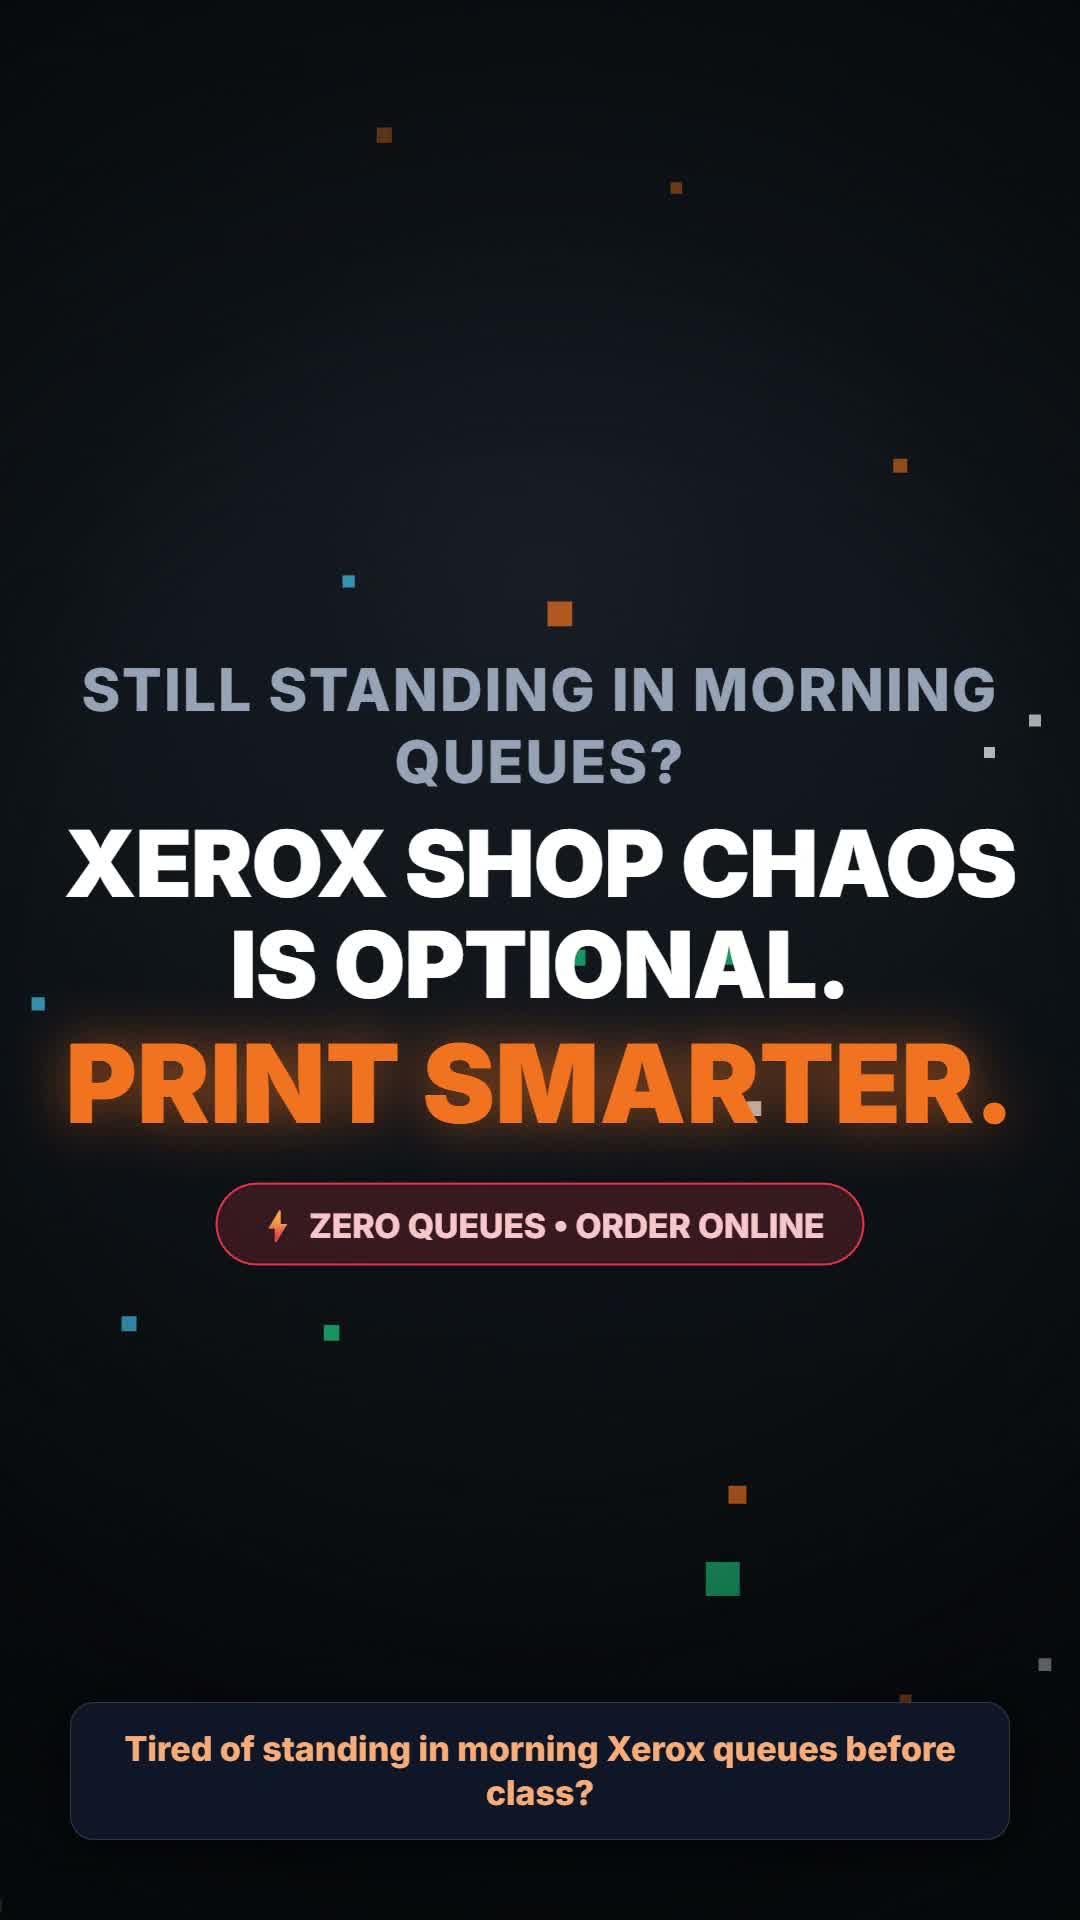 STILL STANDING IN MORNING
QUEUES?
XEROX SHOP CHAOS
IS OPTIONAL.
PRINT SMARTER.
⚡ ZERO QUEUES • ORDER ONLINE
Tired of standing in morning Xerox queues before
class?